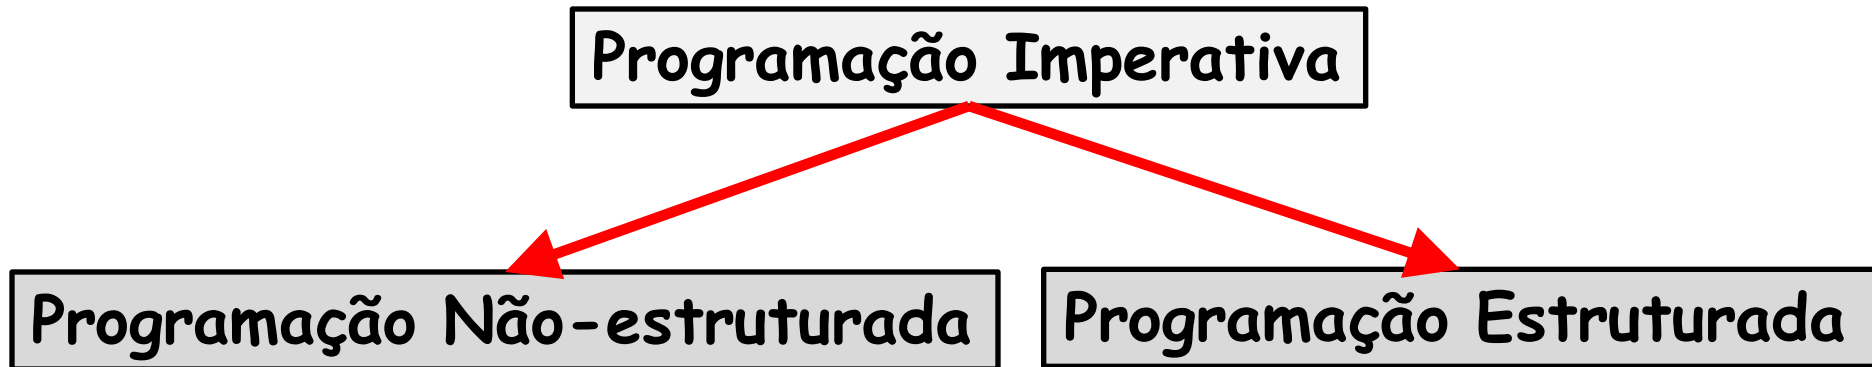 Programação Imperativa
Programação Não-estruturada
Programação Estruturada